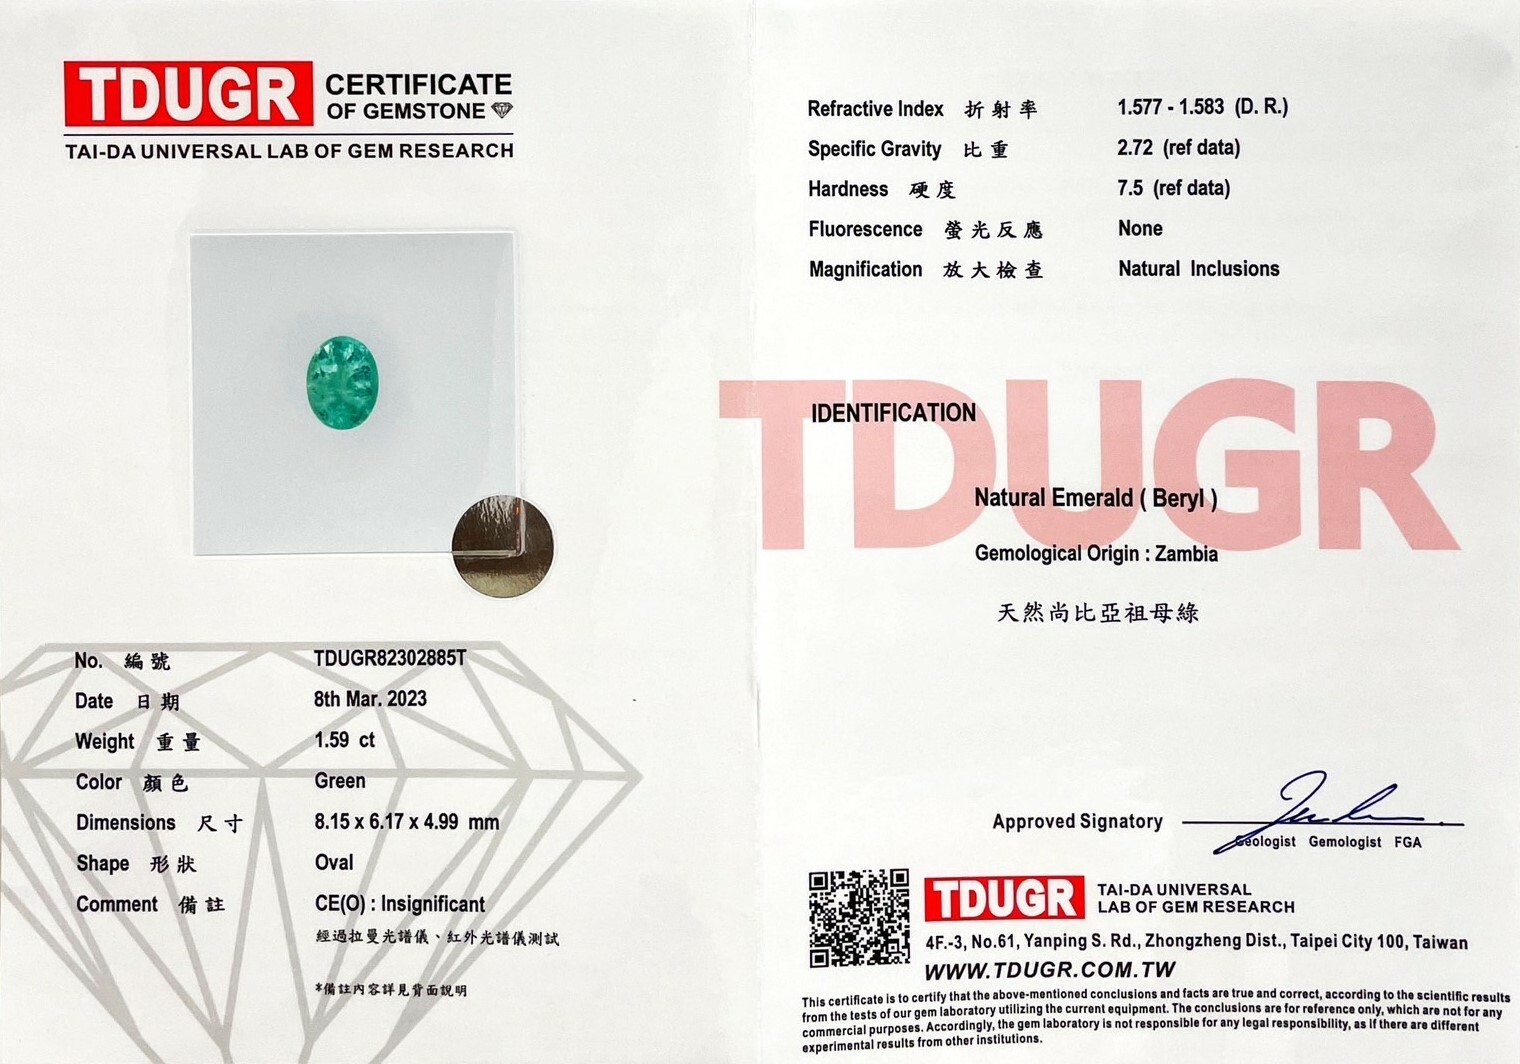 TDUGR CERTIFICATE
OF GEMSTONE
TAI-DA UNIVERSAL LAB OF GEM RESEARCH
No. 編號 TDUGR82302885T
Date 日期 8th Mar. 2023
Weight 重量 1.59 ct
Color 顏色 Green
Dimensions 尺寸 8.15 x 6.17 x 4.99 mm
Shape 形狀 Oval
Comment 備註 CE(O) : Insignificant
經過拉曼光譜儀、紅外光譜儀測試
*備註內容詳見背面說明
Refractive Index 折射率 1.577 - 1.583 (D. R.)
Specific Gravity 比重 2.72 (ref data)
Hardness 硬度 7.5 (ref data)
Fluorescence 螢光反應 None
Magnification 放大檢查 Natural Inclusions
TDUGR
IDENTIFICATION
Natural Emerald ( Beryl )
Gemological Origin : Zambia
天然尚比亞祖母綠
Approved Signatory
Geologist Gemologist FGA
TDUGR TAI-DA UNIVERSAL
LAB OF GEM RESEARCH
4F.-3, No.61, Yanping S. Rd., Zhongzheng Dist., Taipei City 100, Taiwan
WWW.TDUGR.COM.TW
This certificate is to certify that the above-mentioned conclusions and facts are true and correct, according to the scientific results
from the tests of our gem laboratory utilizing the current equipment. The conclusions are for reference only, which are not for any
commercial purposes. Accordingly, the gem laboratory is not responsible for any legal responsibility, as if there are different
experimental results from other institutions.